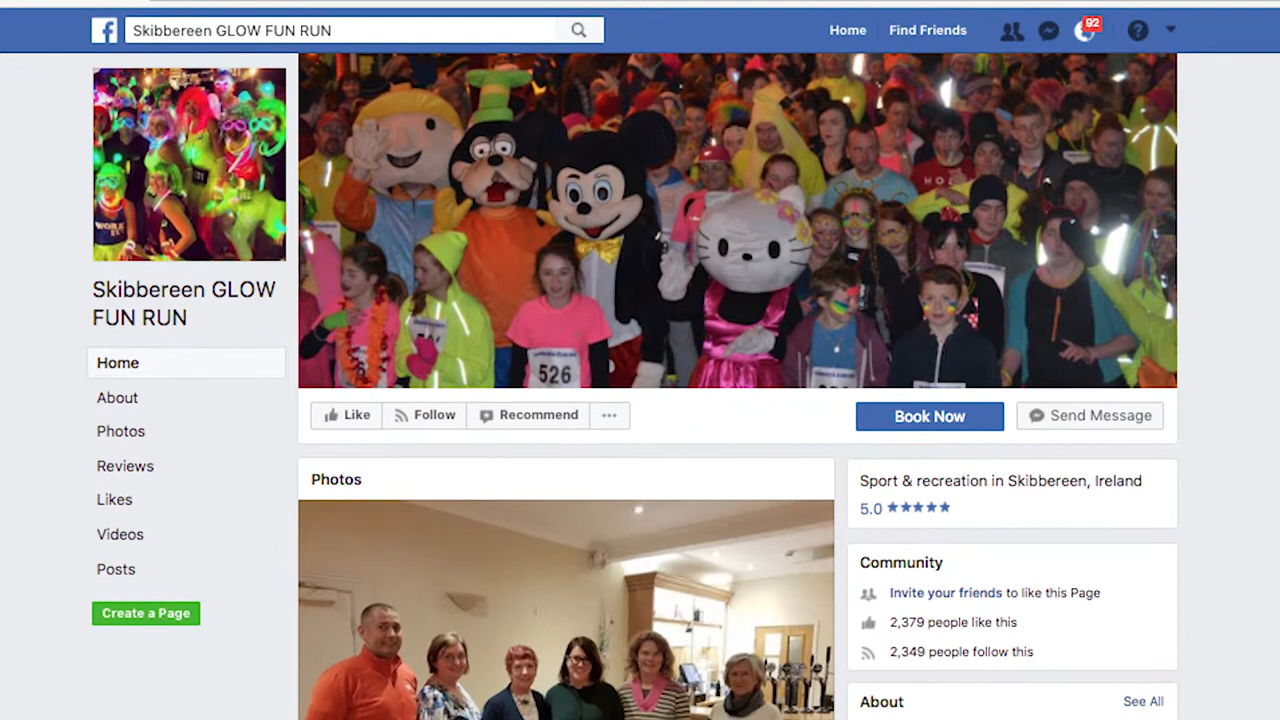 Skibbereen GLOW FUN RUN
Home
Find Friends
92
?
Skibbereen GLOW
FUN RUN
Home
About
Photos
Reviews
Likes
Videos
Posts
Create a Page
526
Like
Follow
Recommend
Book Now
Send Message
Photos
Sport & recreation in Skibbereen, Ireland
5.0
Community
Invite your friends to like this Page
2,379 people like this
2,349 people follow this
About
See All